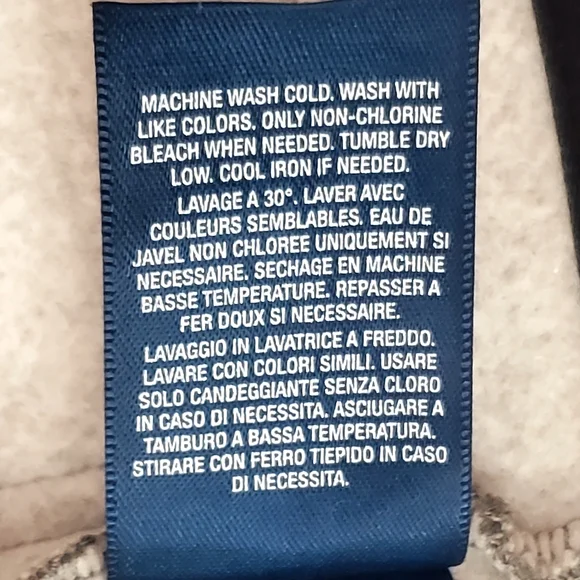 MACHINE WASH COLD. WASH WITH
LIKE COLORS. ONLY NON-CHLORINE
BLEACH WHEN NEEDED. TUMBLE DRY
LOW. COOL IRON IF NEEDED.
LAVAGE A 30°. LAVER AVEC
COULEURS SEMBLABLES. EAU DE
JAVEL NON CHLOREE UNIQUEMENT SI
NECESSAIRE. SECHAGE EN MACHINE
BASSE TEMPERATURE. REPASSER A
FER DOUX SI NECESSAIRE.
LAVAGGIO IN LAVATRICE A FREDDO.
LAVARE CON COLORI SIMILI. USARE
SOLO CANDEGGIANTE SENZA CLORO
IN CASO DI NECESSITA. ASCIUGARE A
TAMBURO A BASSA TEMPERATURA.
STIRARE CON FERRO TIEPIDO IN CASO
DI NECESSITA.